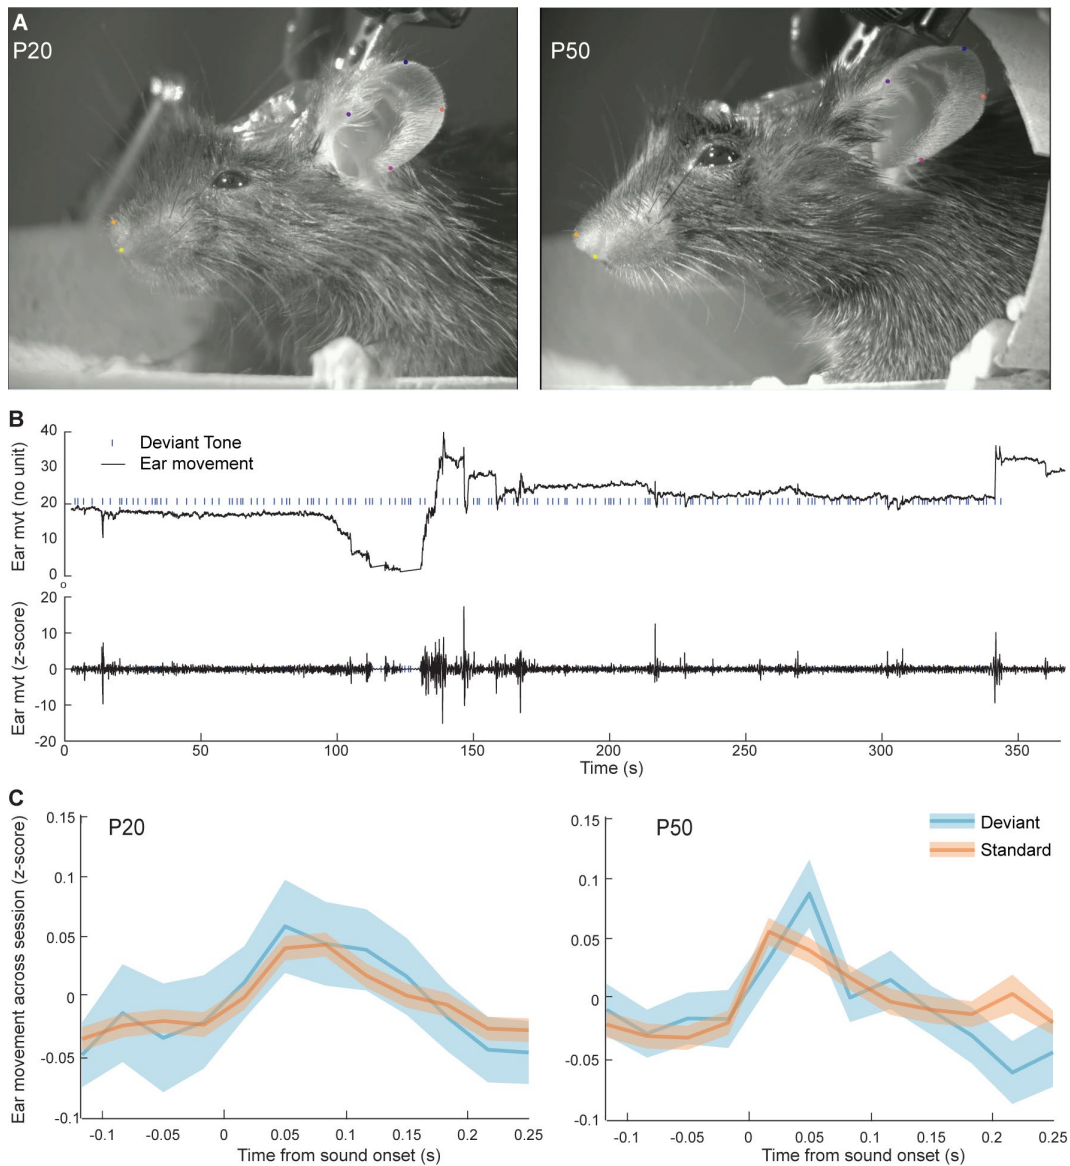 A
P20
P50
B
Ear mvt (no unit)
40
30
20
10
0
Deviant Tone
Ear movement
o
Ear mvt (z-score)
20
10
0
-10
-20
0 50 100 150 200 250 300 350
Time (s)
C
Ear movement across session (z-score)
P20
0.15
0.1
0.05
0
-0.05
-0.1
-0.1 -0.05 0 0.05 0.1 0.15 0.2 0.25
Time from sound onset (s)
P50
Deviant
Standard
0.15
0.1
0.05
0
-0.05
-0.1
-0.1 -0.05 0 0.05 0.1 0.15 0.2 0.25
Time from sound onset (s)